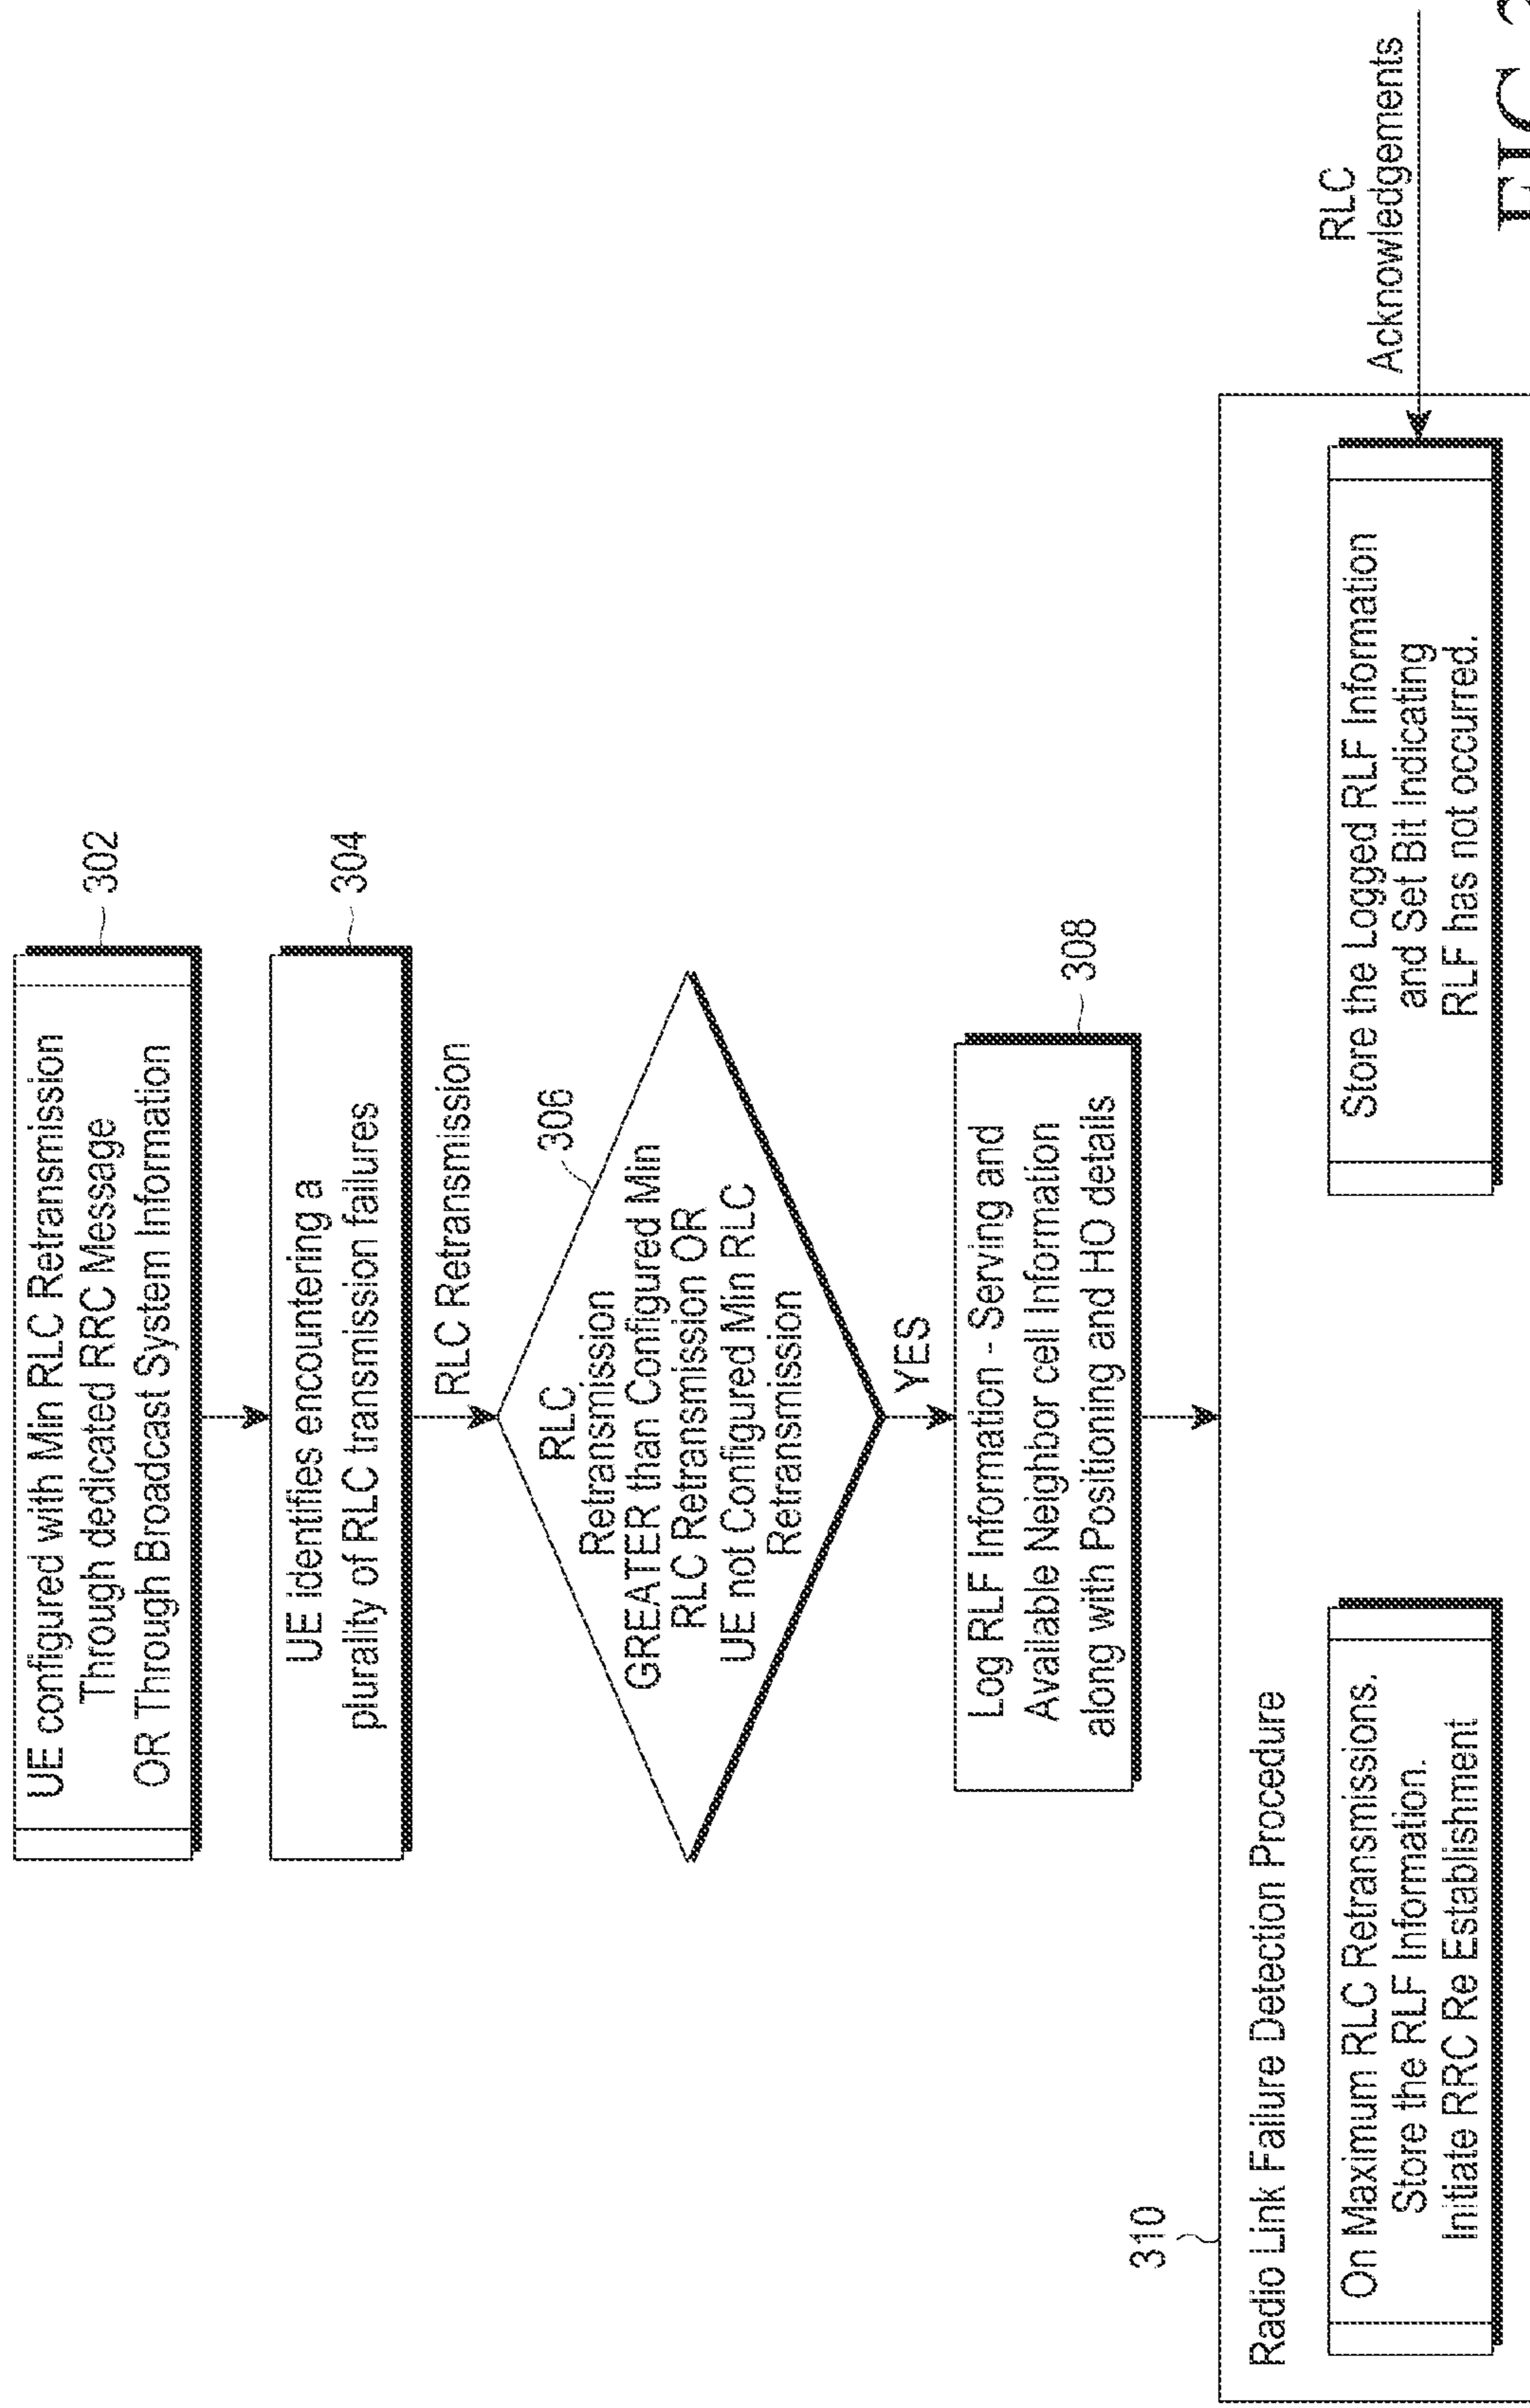 UE configured with Min RLC Retransmission
Through dedicated RRC Message
OR Through Broadcast System Information
302
UE identifies encountering a
plurality of RLC transmission failures
304
RLC Retransmission
306
RLC
Retransmission
GREATER than Configured Min
RLC Retransmission OR
UE not Configured Min RLC
Retransmission
YES
Log RLF Information - Serving and
Available Neighbor cell Information
along with Positioning and HO details
308
310
Radio Link Failure Detection Procedure
On Maximum RLC Retransmissions.
Store the RLF Information.
Initiate RRC Re Establishment
Store the Logged RLF Information
and Set Bit Indicating
RLF has not occurred.
RLC
Acknowledgements